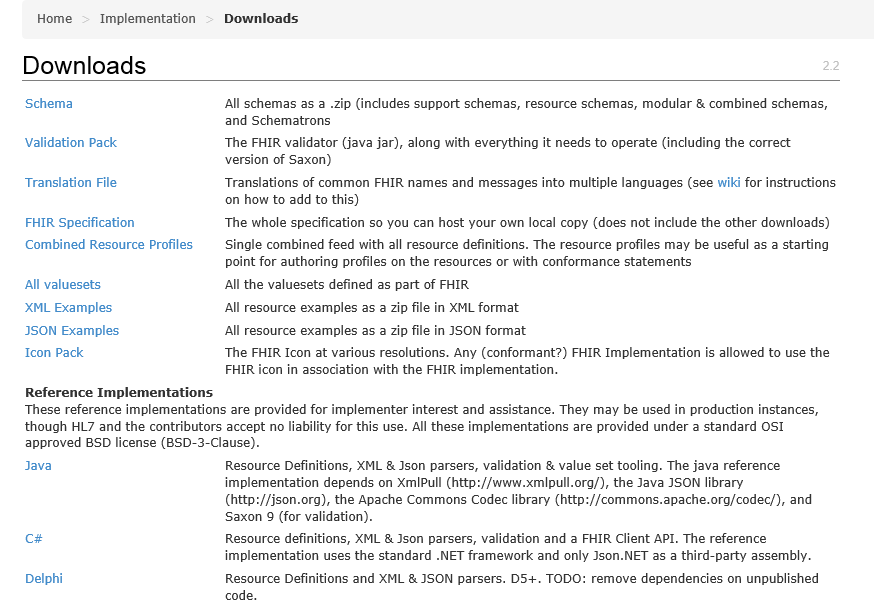 Home > Implementation > Downloads
Downloads 2.2
Schema All schemas as a .zip (includes support schemas, resource schemas, modular & combined schemas,
and Schematrons
Validation Pack The FHIR validator (java jar), along with everything it needs to operate (including the correct
version of Saxon)
Translation File Translations of common FHIR names and messages into multiple languages (see wiki for instructions
on how to add to this)
FHIR Specification The whole specification so you can host your own local copy (does not include the other downloads)
Combined Resource Profiles Single combined feed with all resource definitions. The resource profiles may be useful as a starting
point for authoring profiles on the resources or with conformance statements
All valuesets All the valuesets defined as part of FHIR
XML Examples All resource examples as a zip file in XML format
JSON Examples All resource examples as a zip file in JSON format
Icon Pack The FHIR Icon at various resolutions. Any (conformant?) FHIR Implementation is allowed to use the
FHIR icon in association with the FHIR implementation.
Reference Implementations
These reference implementations are provided for implementer interest and assistance. They may be used in production instances,
though HL7 and the contributors accept no liability for this use. All these implementations are provided under a standard OSI
approved BSD license (BSD-3-Clause).
Java Resource Definitions, XML & Json parsers, validation & value set tooling. The java reference
implementation depends on XmlPull (http://www.xmlpull.org/), the Java JSON library
(http://json.org), the Apache Commons Codec library (http://commons.apache.org/codec/), and
Saxon 9 (for validation).
C# Resource definitions, XML & Json parsers, validation and a FHIR Client API. The reference
implementation uses the standard .NET framework and only Json.NET as a third-party assembly.
Delphi Resource Definitions and XML & JSON parsers. D5+. TODO: remove dependencies on unpublished
code.